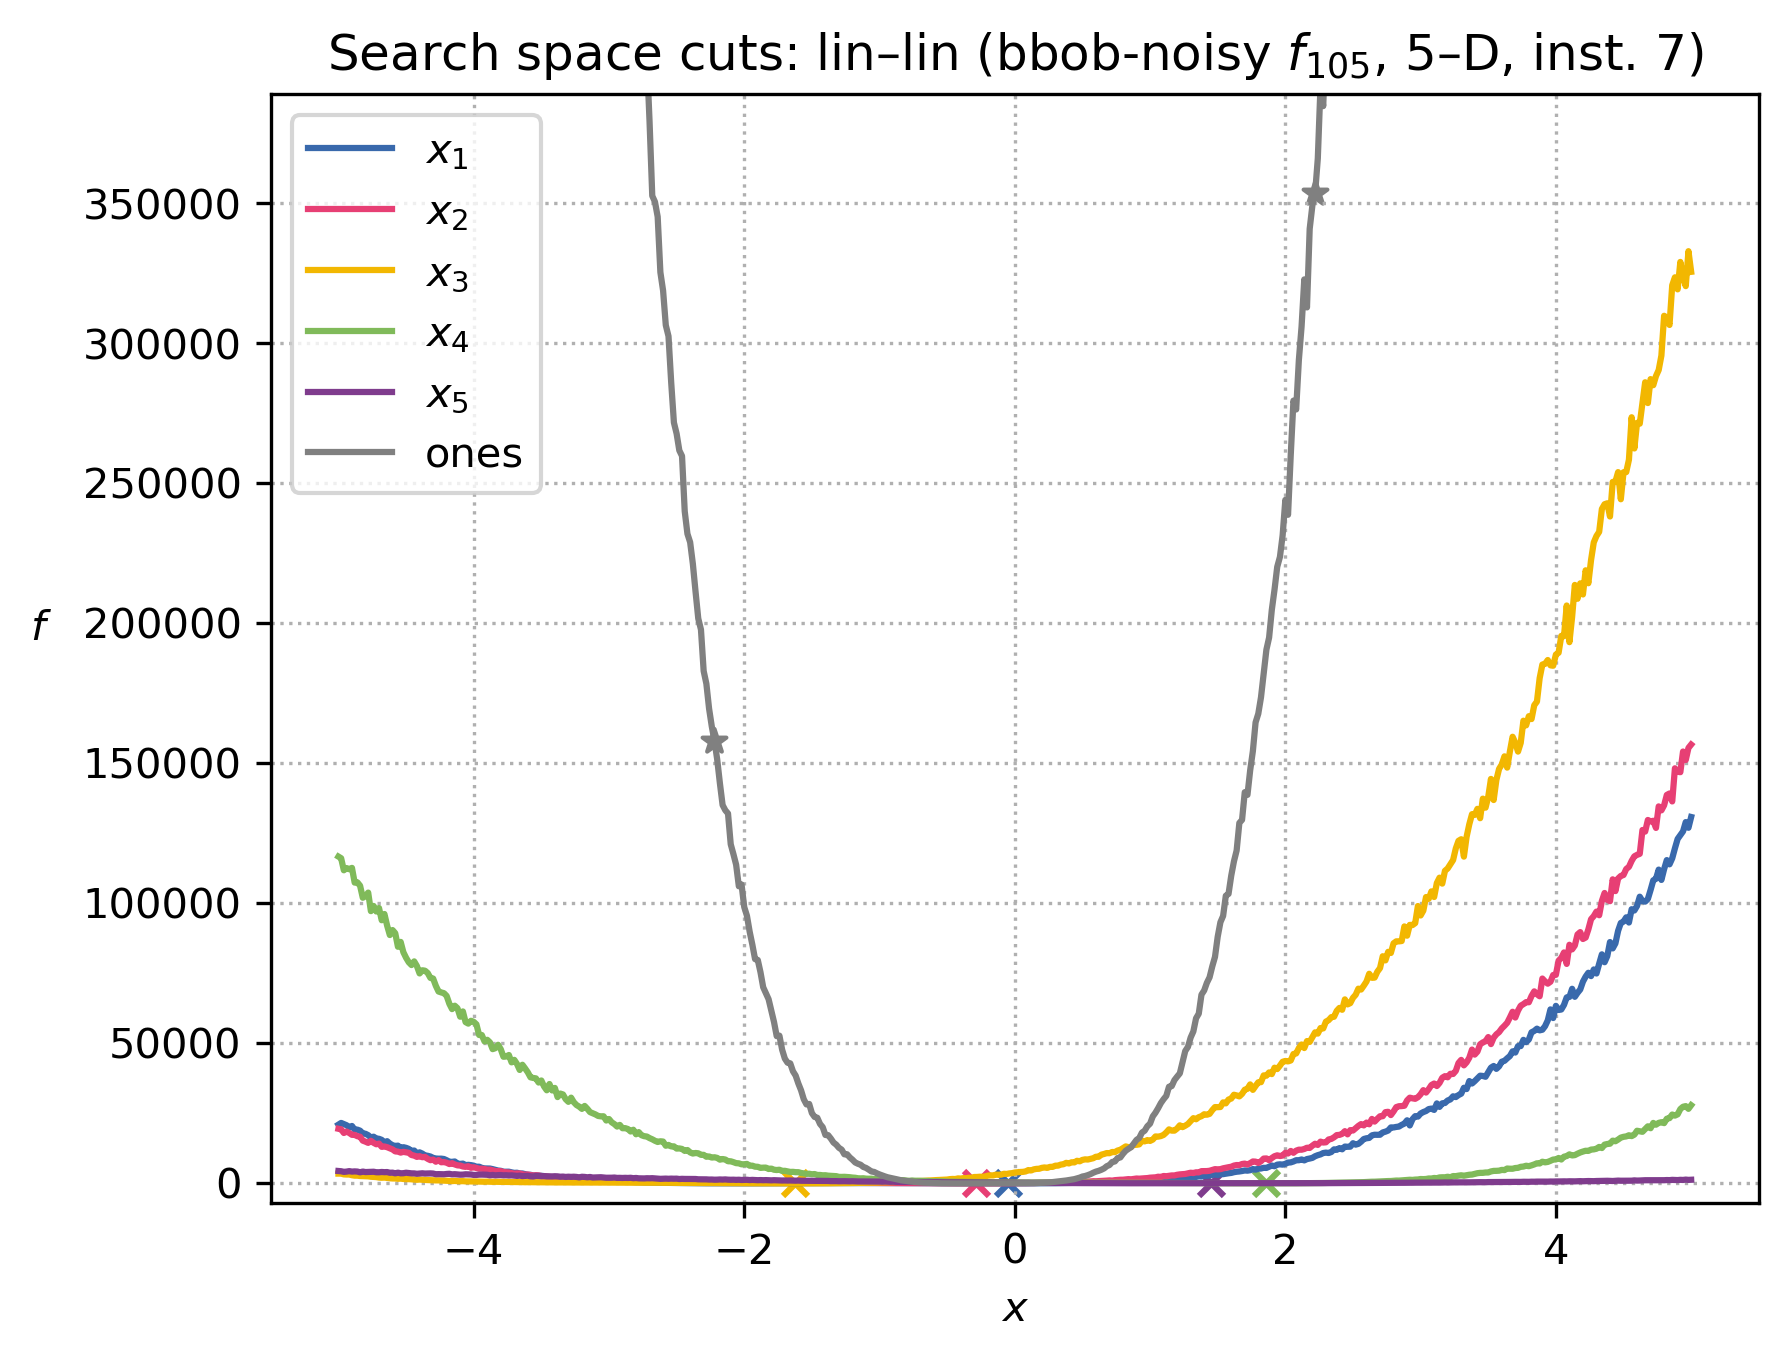 Search space cuts: lin–lin (bbob-noisy f₁₀₅, 5–D, inst. 7)
x₁
x₂
x₃
x₄
x₅
ones
350000
300000
250000
200000
150000
100000
50000
0
f
−4 −2 0 2 4
x